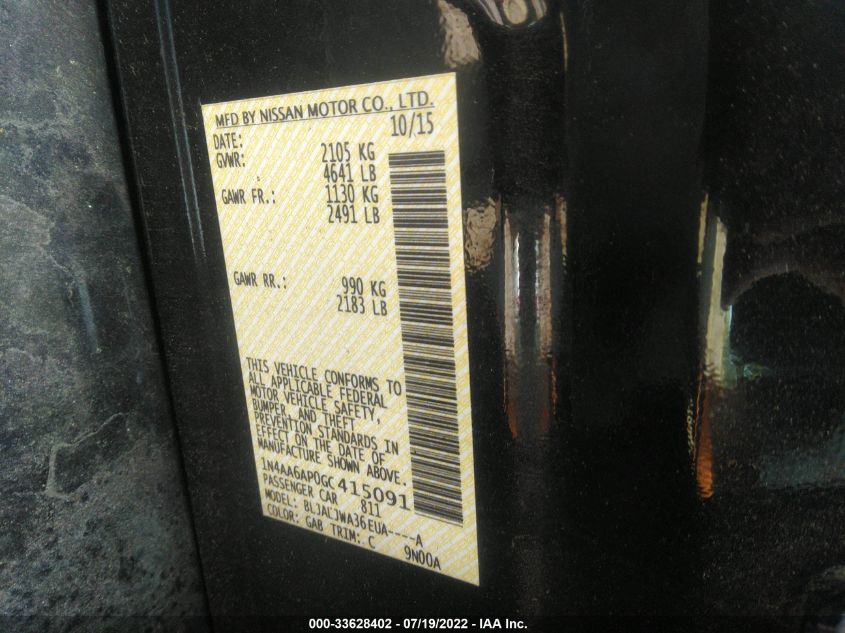 MFD BY NISSAN MOTOR CO., LTD.
DATE: 10/15
GVWR: 2105 KG
4641 LB
GAWR FR.: 1130 KG
2491 LB
GAWR RR.: 990 KG
2183 LB
THIS VEHICLE CONFORMS TO
ALL APPLICABLE FEDERAL
MOTOR VEHICLE SAFETY,
BUMPER, AND THEFT
PREVENTION STANDARDS IN
EFFECT ON THE DATE OF
MANUFACTURE SHOWN ABOVE.
1N4AA6AP0GC415091
PASSENGER CAR 811
MODEL: BLJALJWA36EUA----A
COLOR: GAB TRIM: C 9N00A
000-33628402 - 07/19/2022 - IAA Inc.